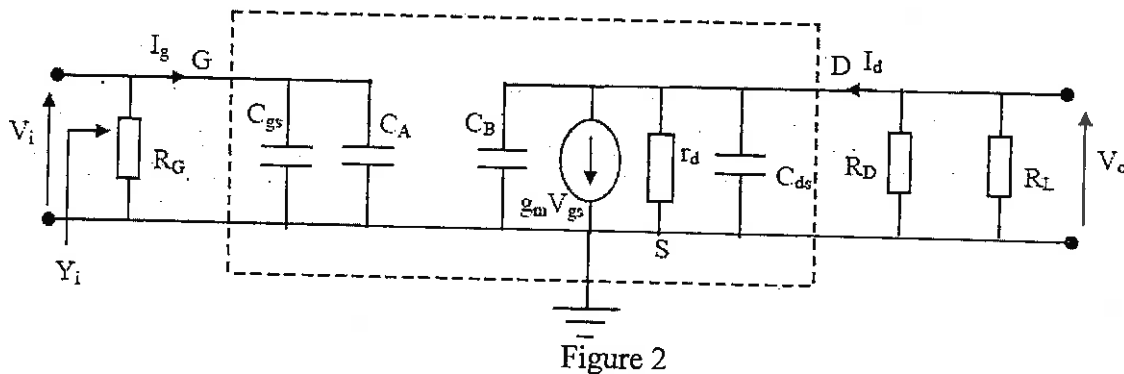 I_g G
D I_d
V_i
R_G
C_gs
C_A
C_B
g_mV_gs
r_d
C_ds
R_D
R_L
V_o
S
Y_i
Figure 2